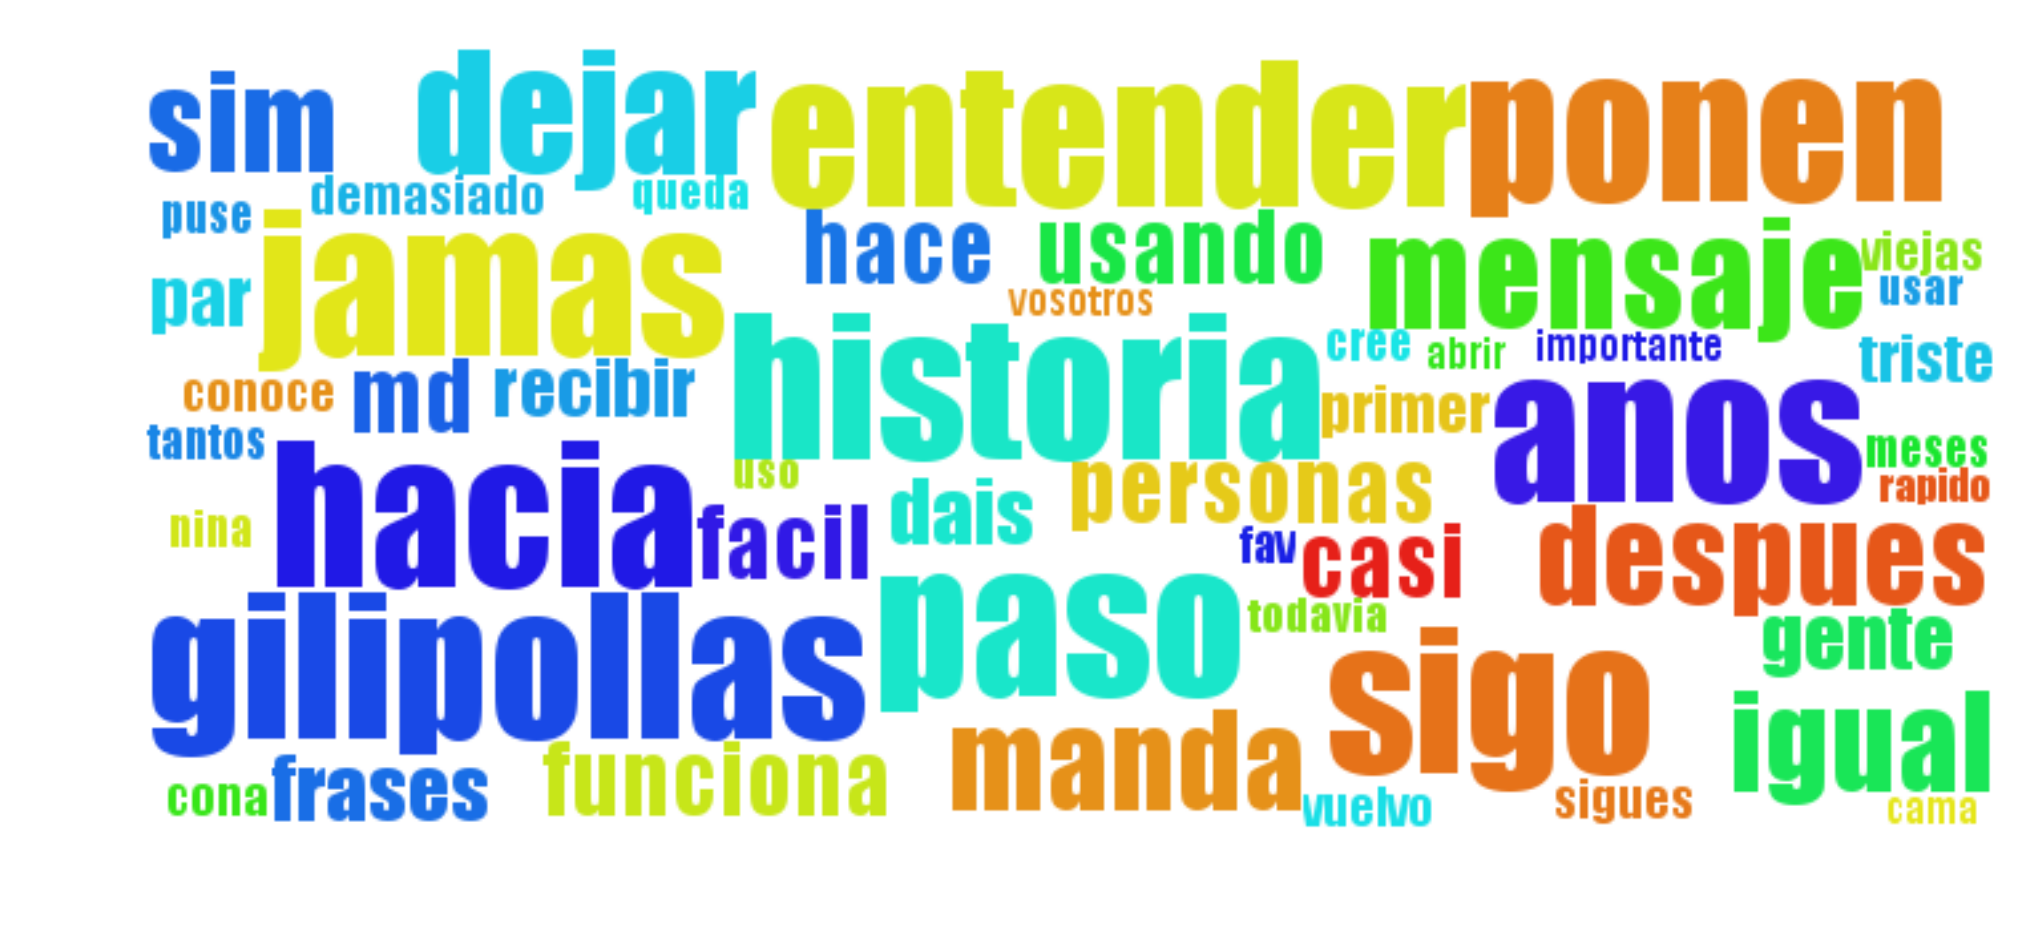 sim dejar entender ponen
puse demasiado queda
jamas hace usando mensaje viejas
par vosotros usar
historia cree abrir importante triste
conoce md recibir primer anos
tantos hacia uso personas meses
rapido
nina facil dais fav casi despues
gilipollas paso todavia gente
sigo igual
cona frases funciona manda vuelvo sigues cama